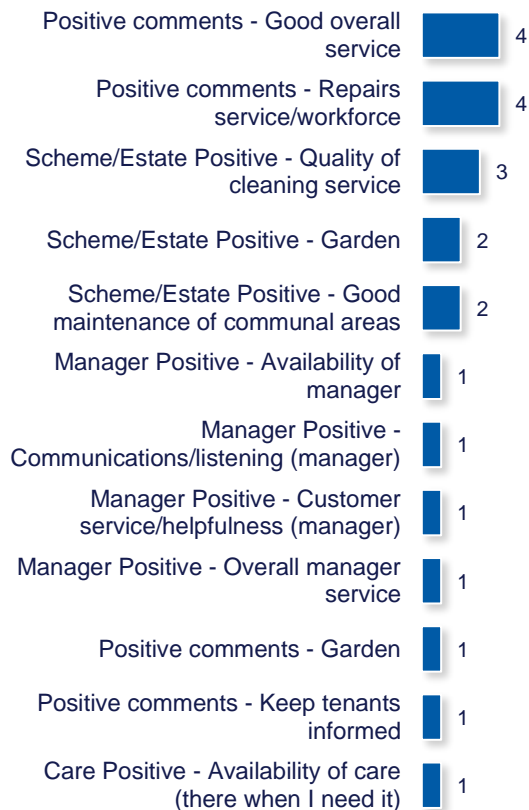 Positive comments - Good overall
service
4
Positive comments - Repairs
service/workforce
4
Scheme/Estate Positive - Quality of
cleaning service
3
Scheme/Estate Positive - Garden
2
Scheme/Estate Positive - Good
maintenance of communal areas
2
Manager Positive - Availability of
manager
1
Manager Positive -
Communications/listening (manager)
1
Manager Positive - Customer
service/helpfulness (manager)
1
Manager Positive - Overall manager
service
1
Positive comments - Garden
1
Positive comments - Keep tenants
informed
1
Care Positive - Availability of care
(there when I need it)
1